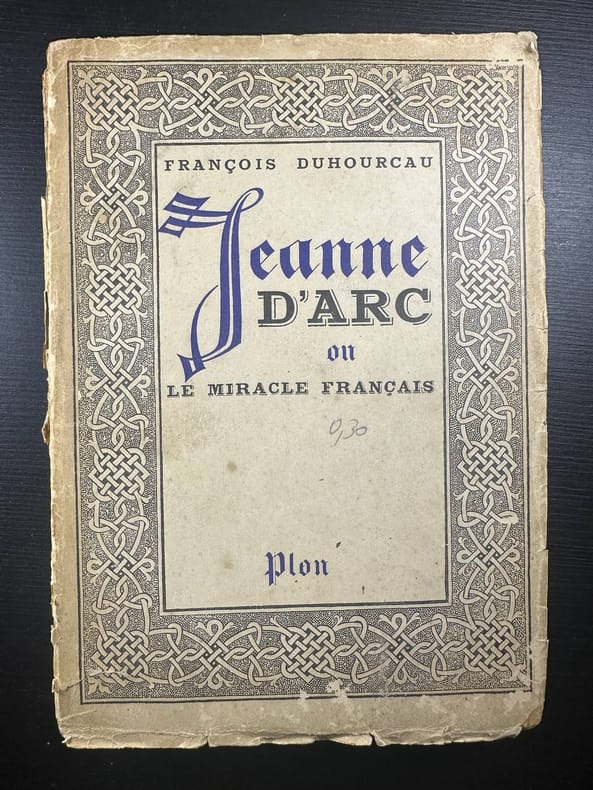 FRANÇOIS DUHOURCAU
Jeanne
D'ARC
ou
LE MIRACLE FRANÇAIS
0,30
Plon